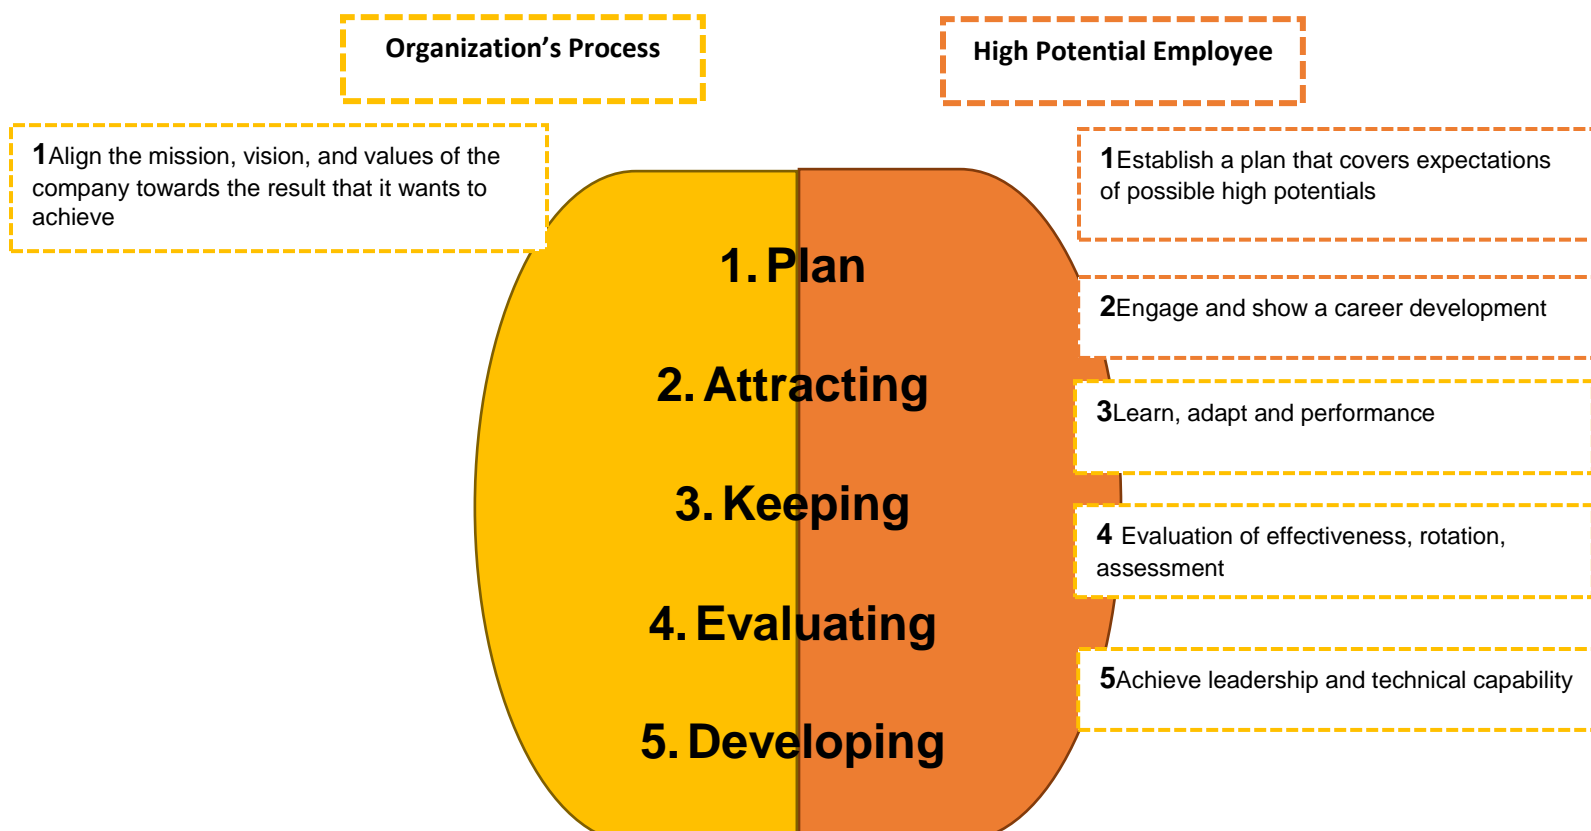 Organization’s Process
High Potential Employee
1Align the mission, vision, and values of the
company towards the result that it wants to
achieve
1. Plan
2. Attracting
3. Keeping
4. Evaluating
5. Developing
1Establish a plan that covers expectations
of possible high potentials
2Engage and show a career development
3Learn, adapt and performance
4 Evaluation of effectiveness, rotation,
assessment
5Achieve leadership and technical capability